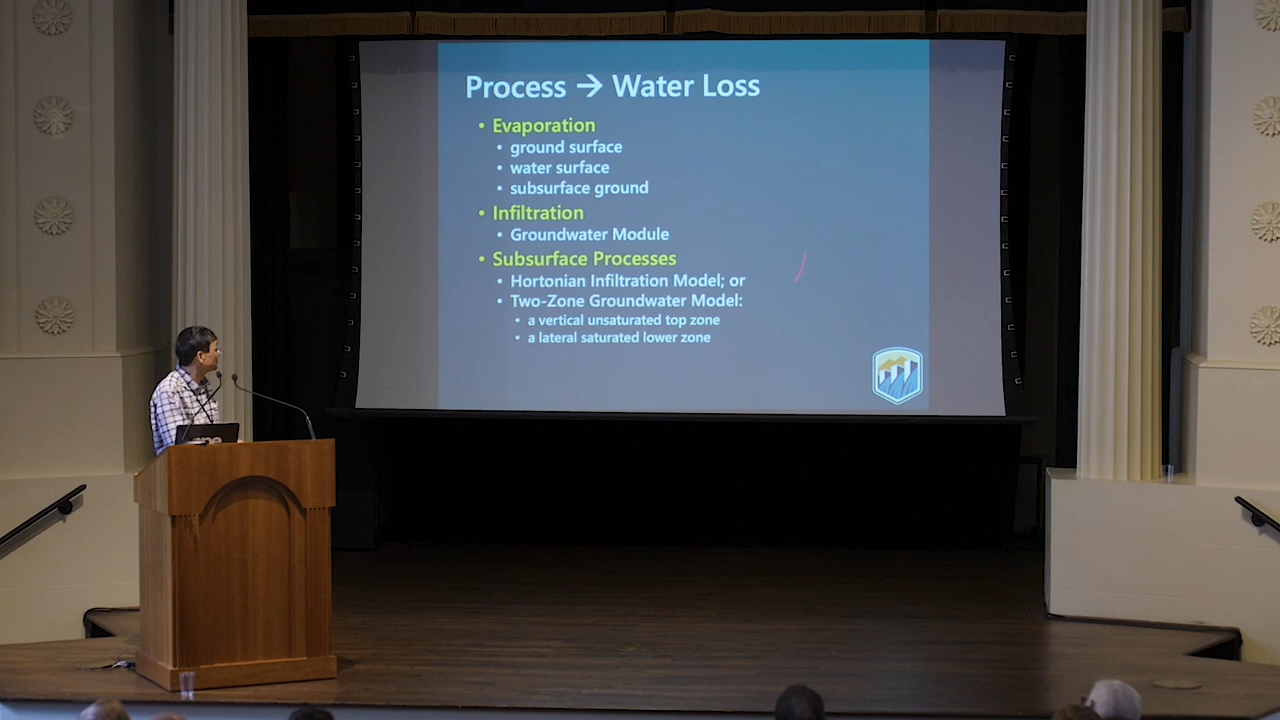 Process → Water Loss
• Evaporation
• ground surface
• water surface
• subsurface ground
• Infiltration
• Groundwater Module
• Subsurface Processes
• Hortonian Infiltration Model; or
• Two-Zone Groundwater Model:
• a vertical unsaturated top zone
• a lateral saturated lower zone